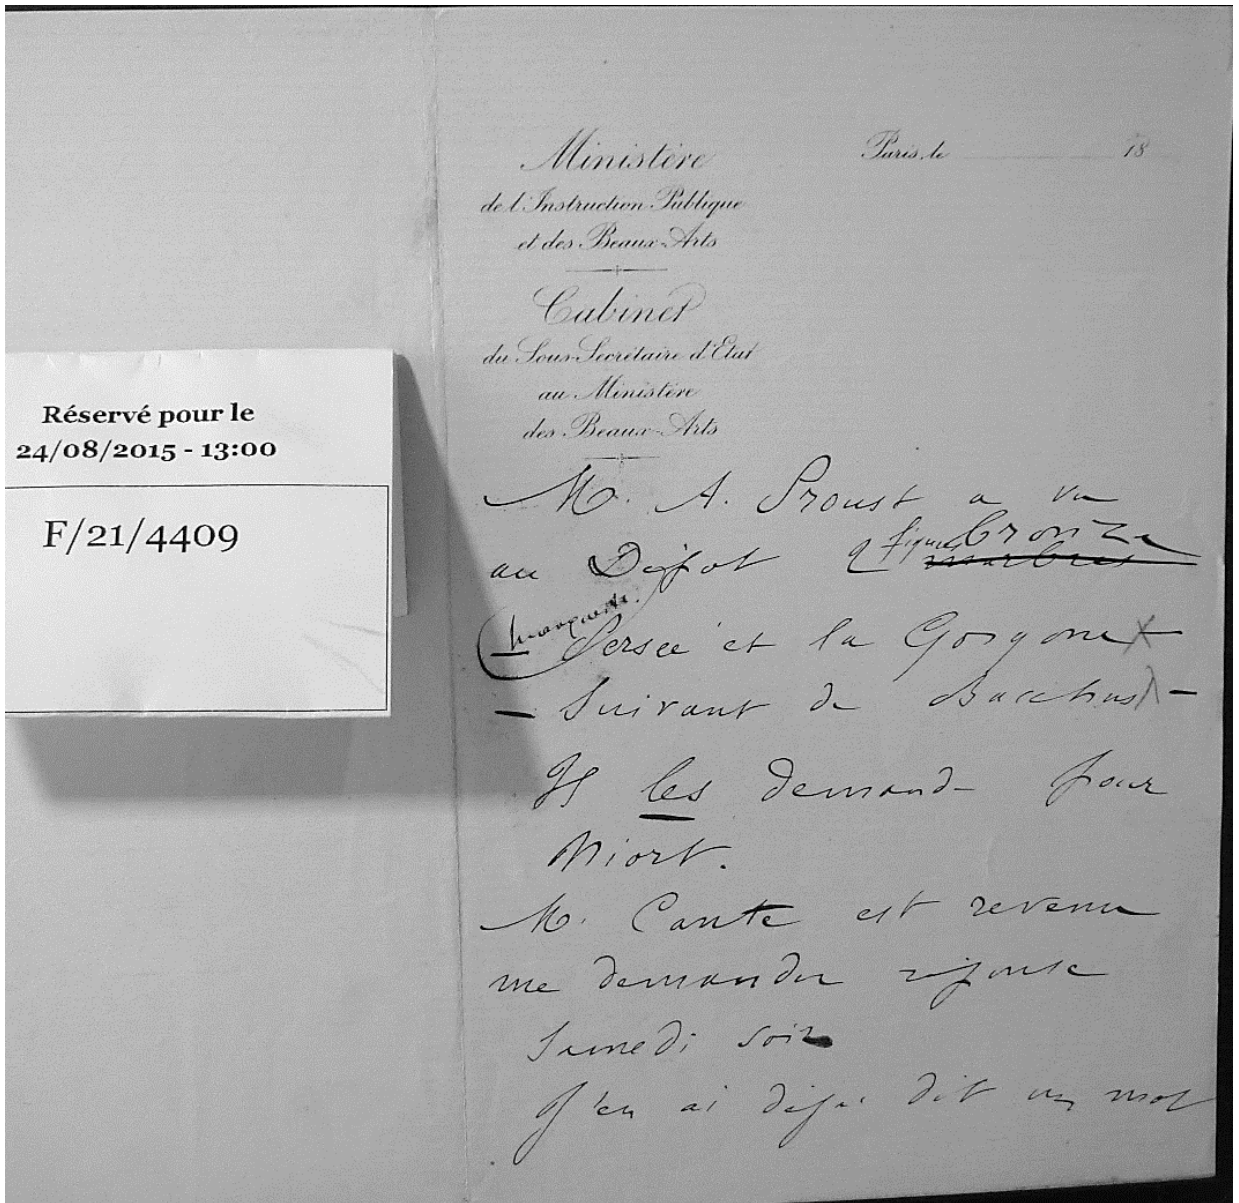 Réservé pour le
24/08/2015 - 13:00
F/21/4409
Ministère
de l'Instruction Publique
et des Beaux-Arts
Paris, le 18
Cabinet
du Sous-Secrétaire d'Etat
au Ministère
des Beaux-Arts
M. A. Proust a vu
au Dépot 2 figures bronze
marbres
(Marqueste.
Persée et la Gorgone X
- Suivant de Bacchus -
Il les demande pour
Niort.
M. Cante est revenu
me demander réponse
Samedi soir
J'en ai déjà dit un mot